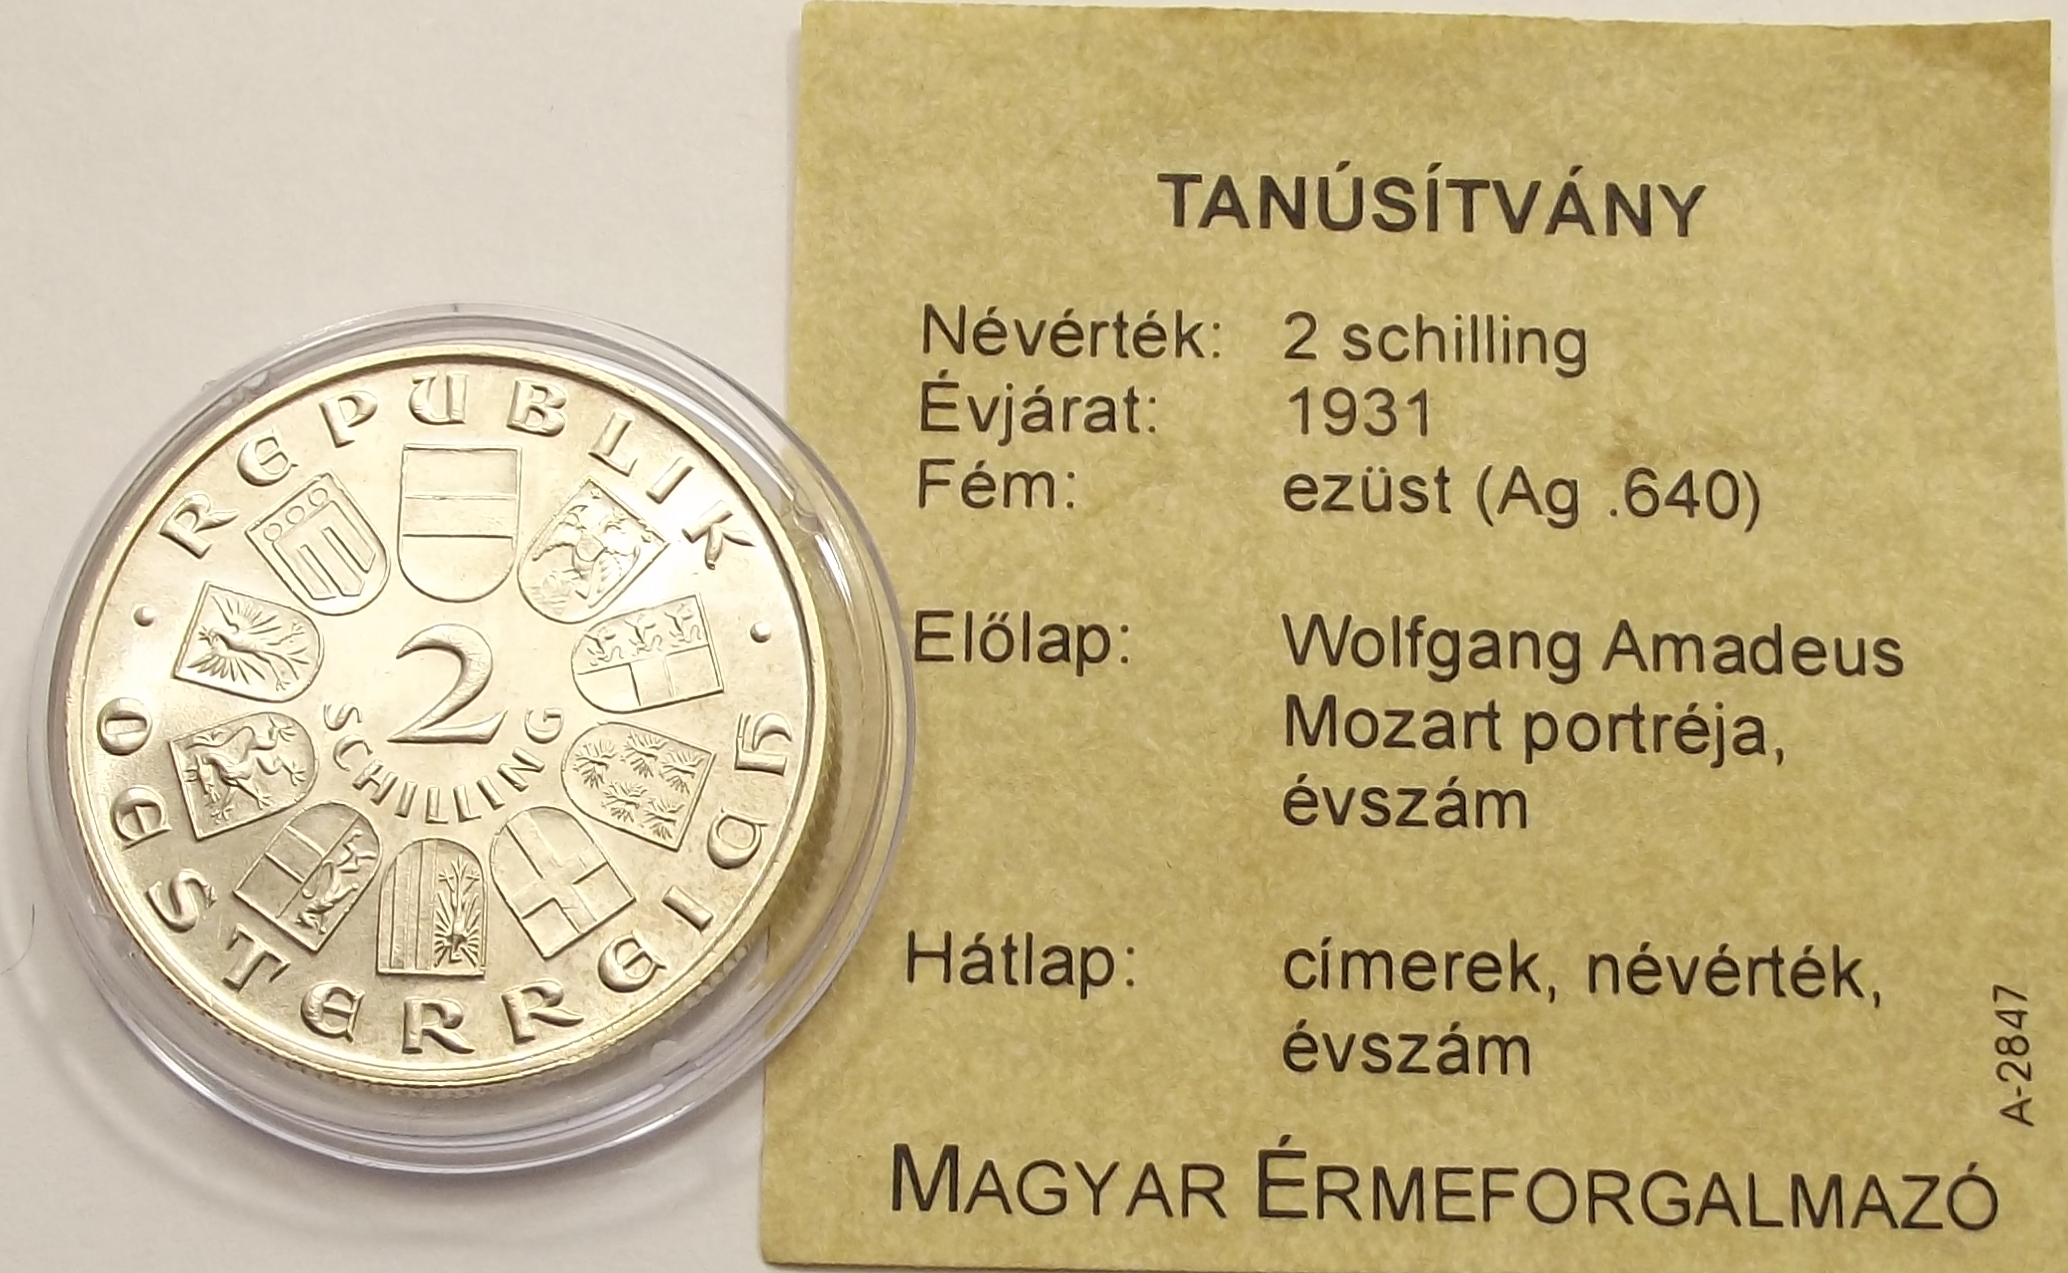 REPUBLIK
OESTERREICH
2
SCHILLING
TANÚSÍTVÁNY
Névérték: 2 schilling
Évjárat: 1931
Fém: ezüst (Ag .640)
Előlap: Wolfgang Amadeus
Mozart portréja,
évszám
Hátlap: címerek, névérték,
évszám
A-2847
MAGYAR ÉRMEFORGALMAZÓ